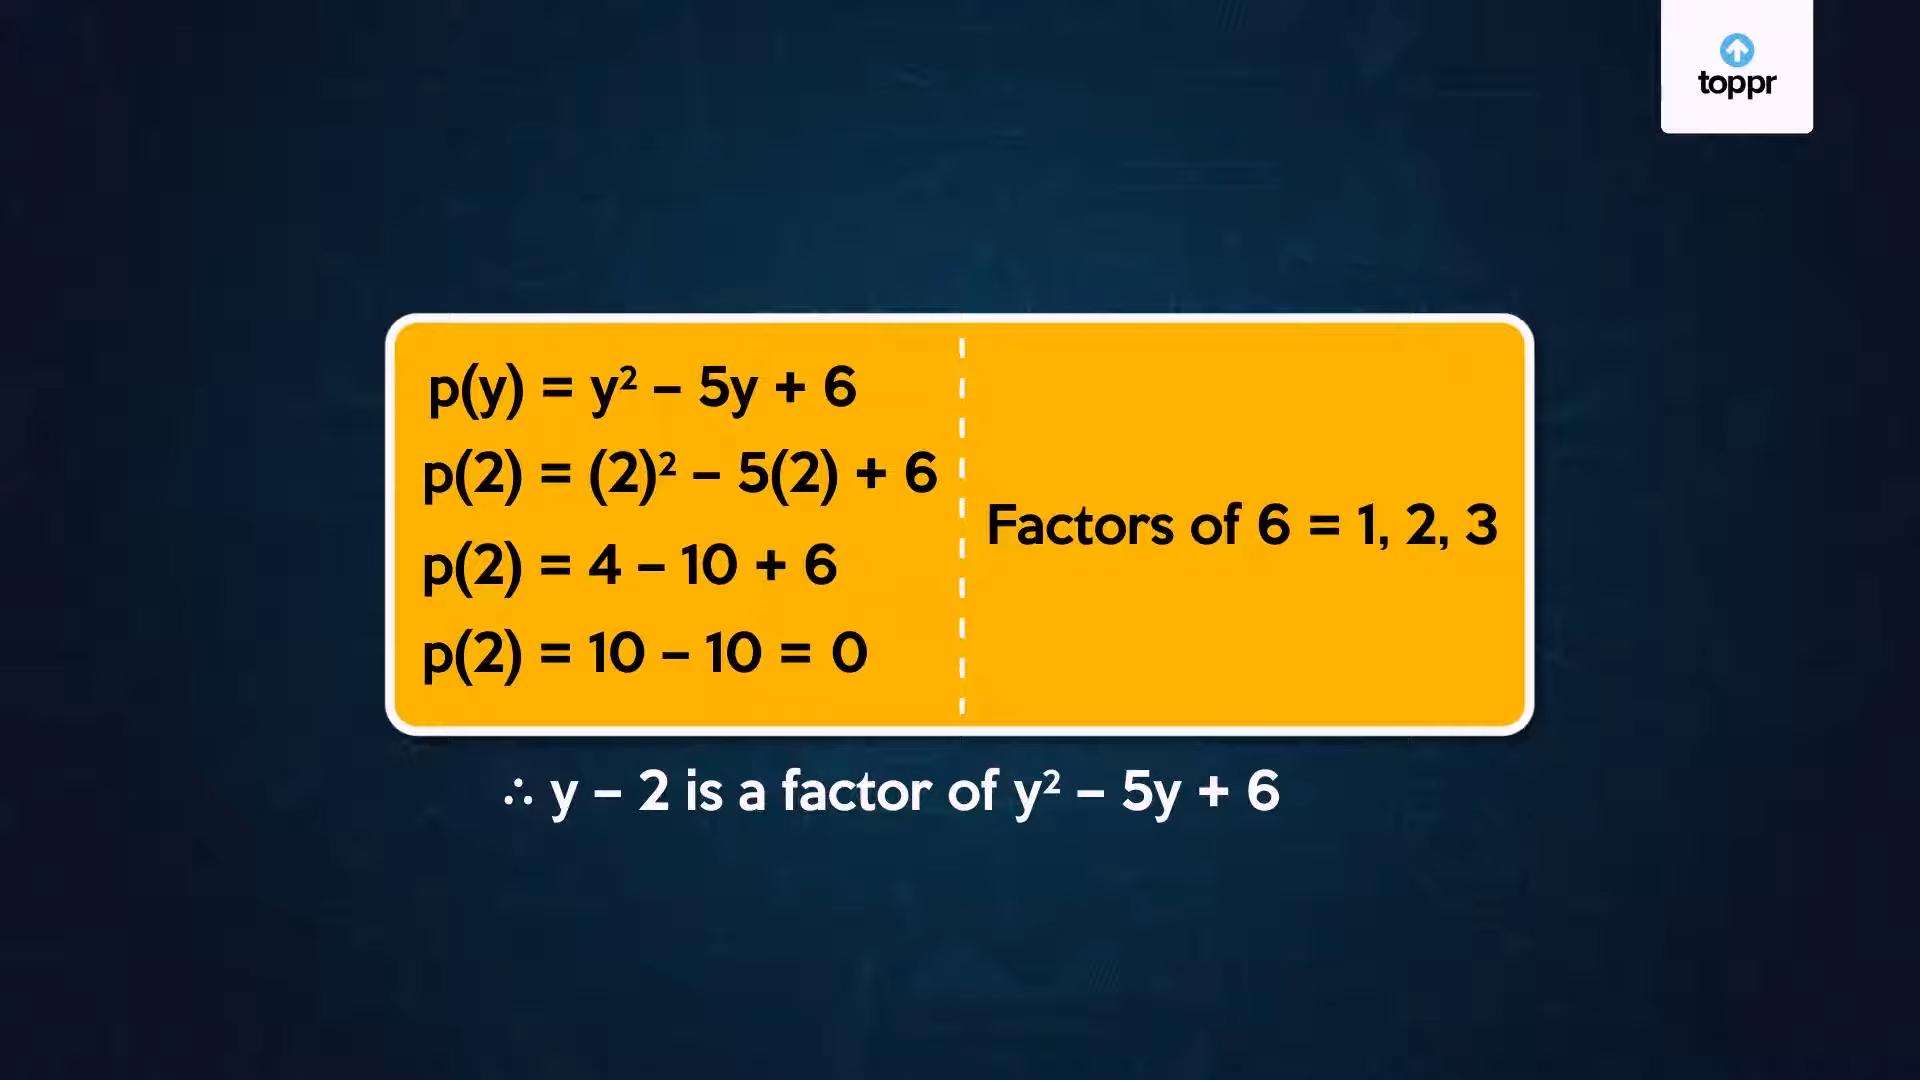 toppr
p(y) = y² – 5y + 6
p(2) = (2)² – 5(2) + 6
p(2) = 4 – 10 + 6
p(2) = 10 – 10 = 0
Factors of 6 = 1, 2, 3
∴ y – 2 is a factor of y² – 5y + 6